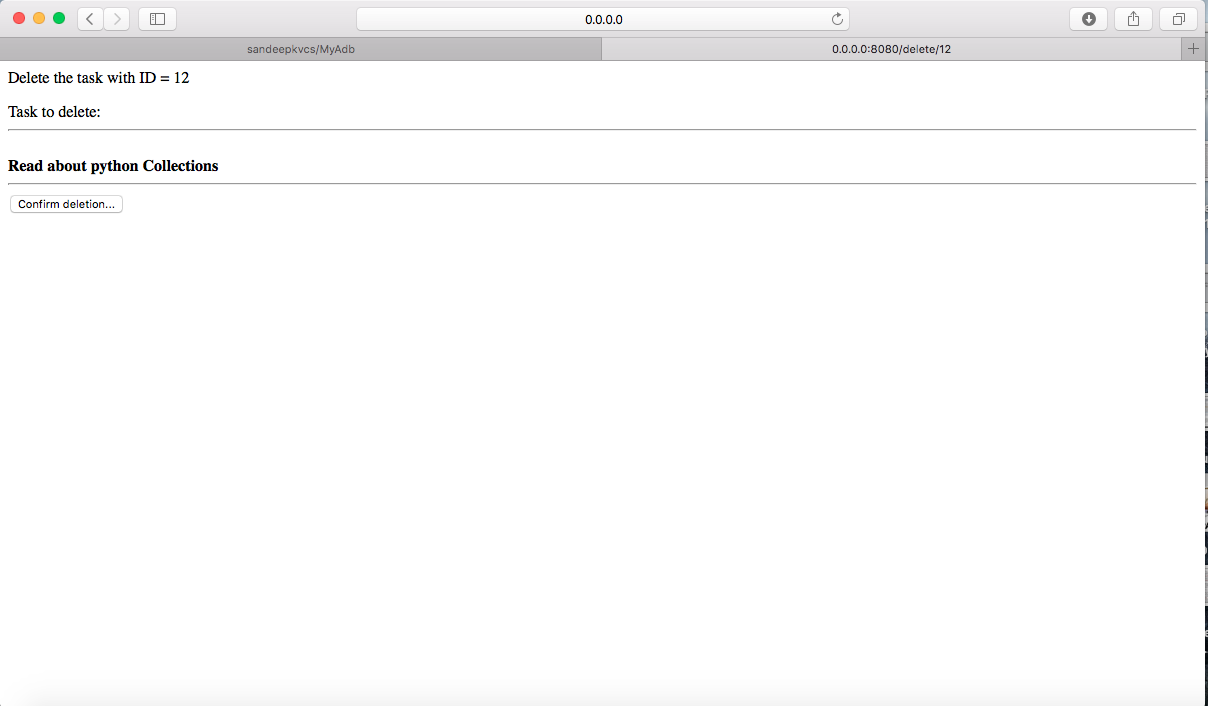 0.0.0.0
sandeepkvcs/MyAdb
0.0.0.0:8080/delete/12
Delete the task with ID = 12
Task to delete:
Read about python Collections
Confirm deletion...